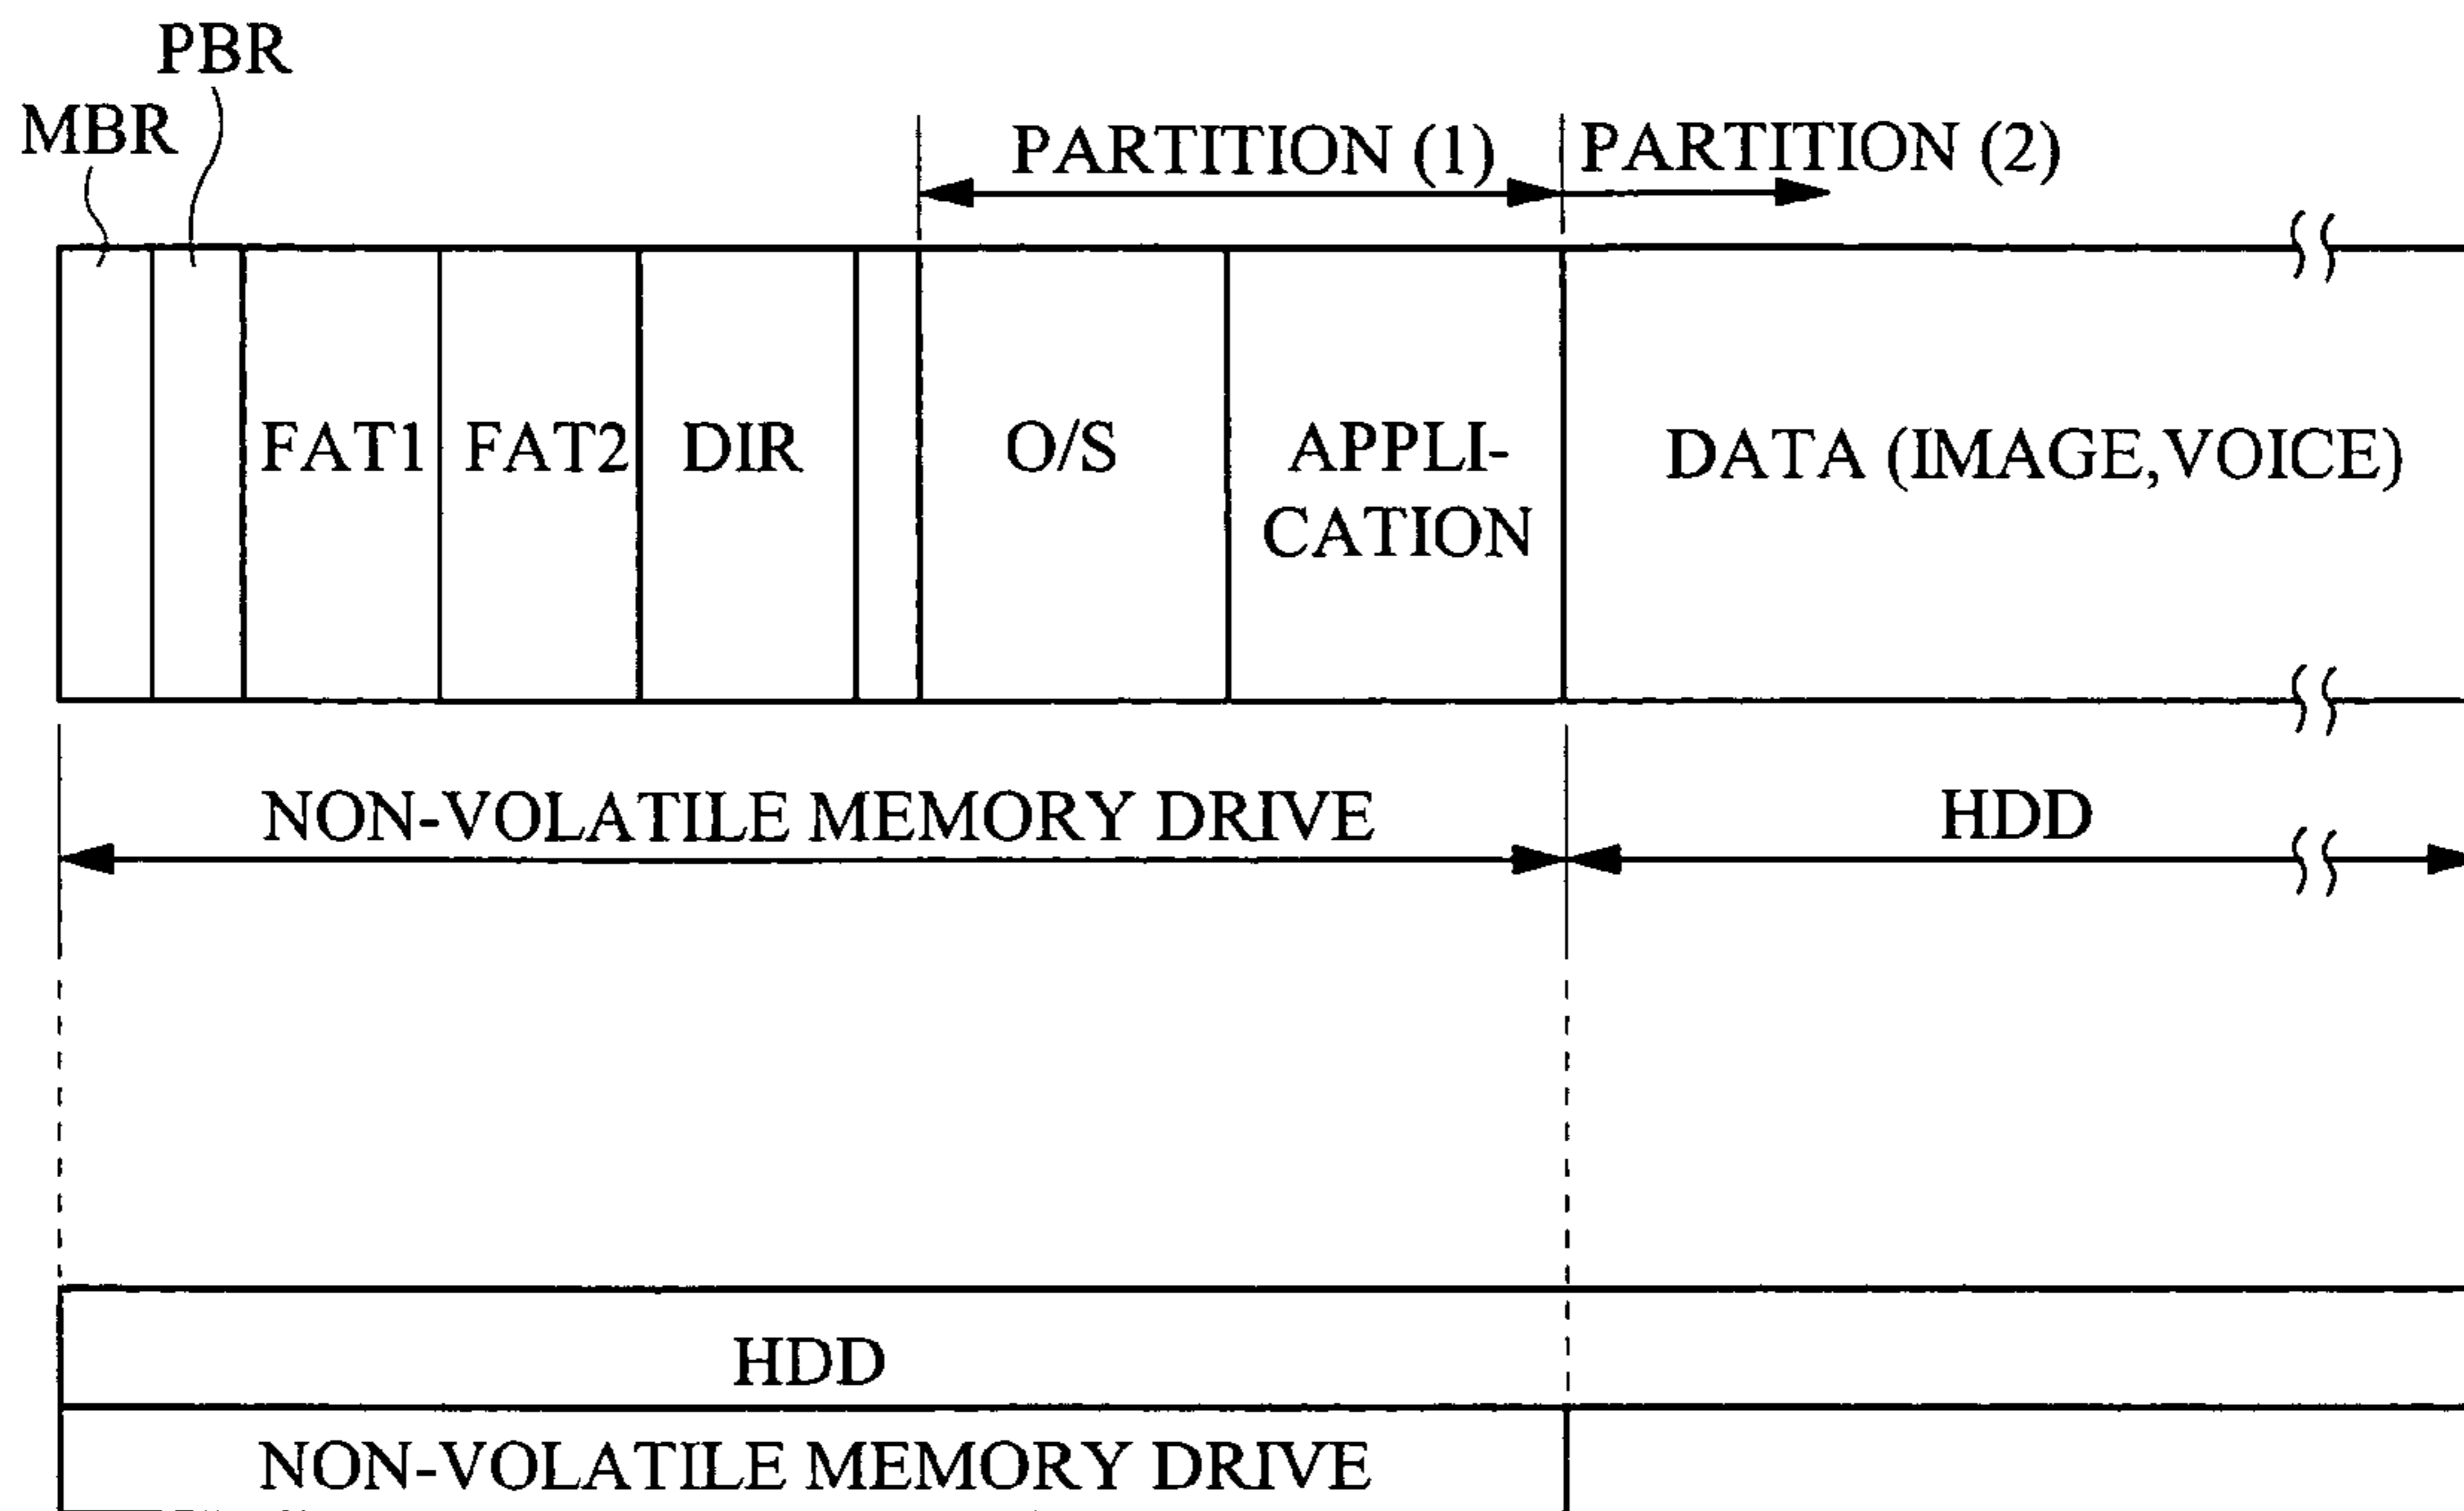 PBR
MBR
PARTITION (1)
PARTITION (2)
FAT1
FAT2
DIR
O/S
APPLI-
CATION
DATA (IMAGE,VOICE)
NON-VOLATILE MEMORY DRIVE
HDD
HDD
NON-VOLATILE MEMORY DRIVE